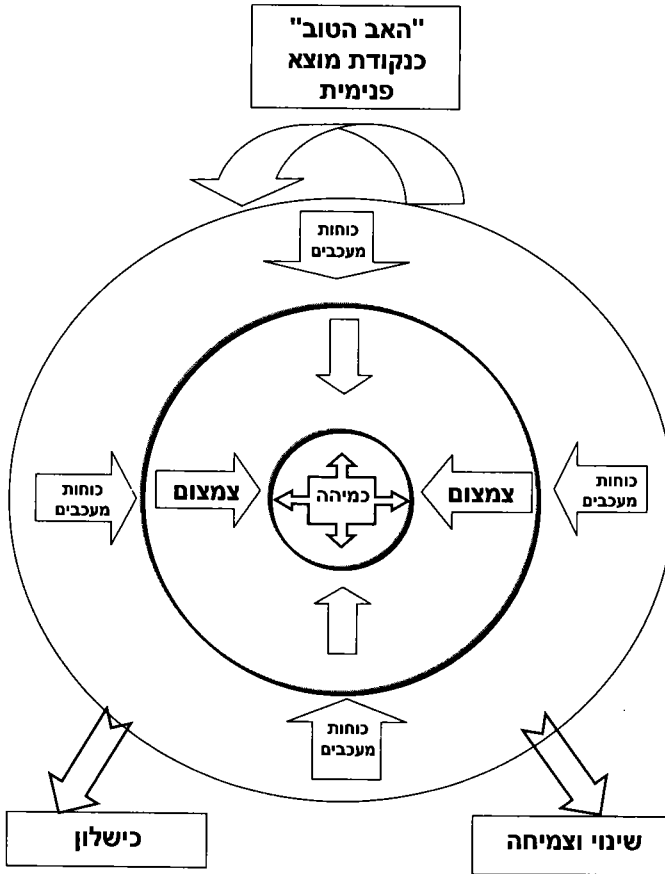 "האב הטוב"
כנקודת מוצא
פנימית
כוחות
מעכבים
כוחות
מעכבים
צמצום
כמיהה
צמצום
כוחות
מעכבים
כוחות
מעכבים
שינוי וצמיחה
כישלון